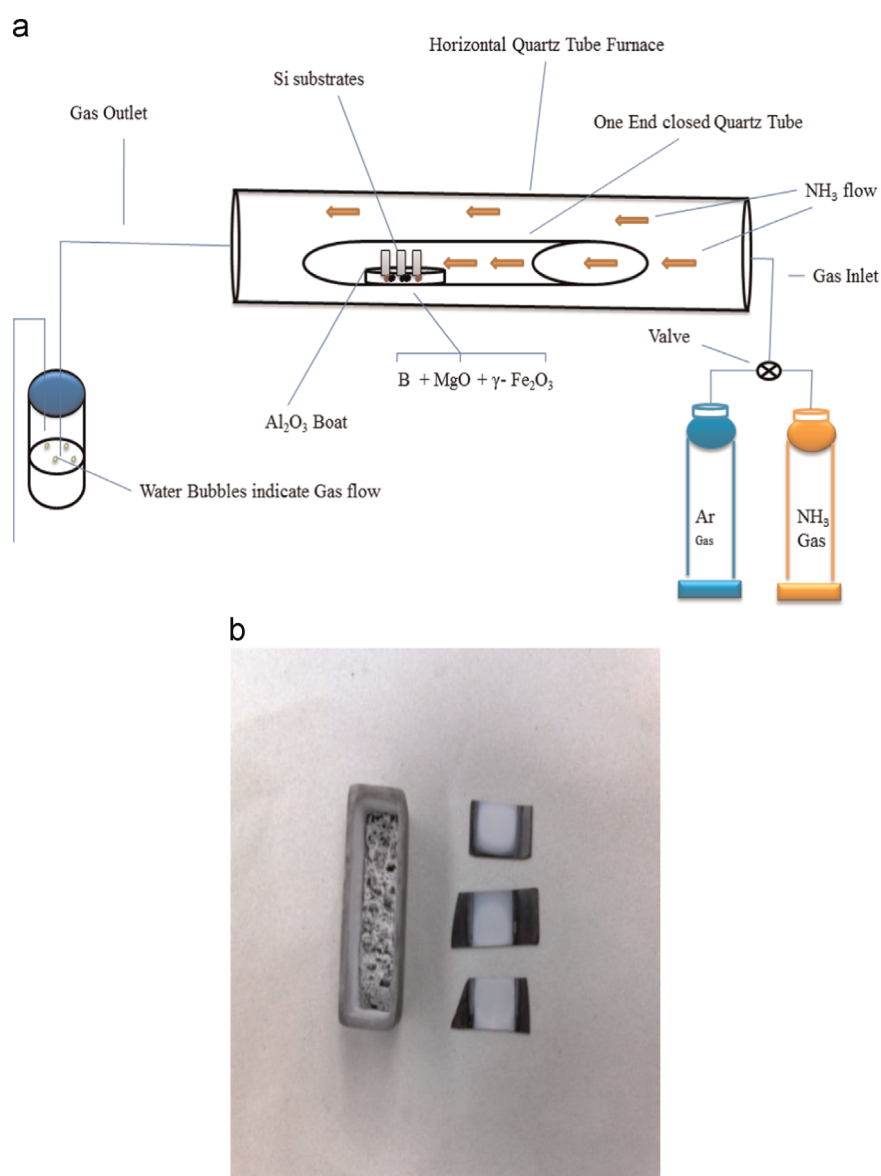 a
Horizontal Quartz Tube Furnace
Si substrates
Gas Outlet
One End closed Quartz Tube
NH₃ flow
Gas Inlet
Valve
B + MgO + γ- Fe₂O₃
Al₂O₃ Boat
Water Bubbles indicate Gas flow
Ar
Gas
NH₃
Gas
b